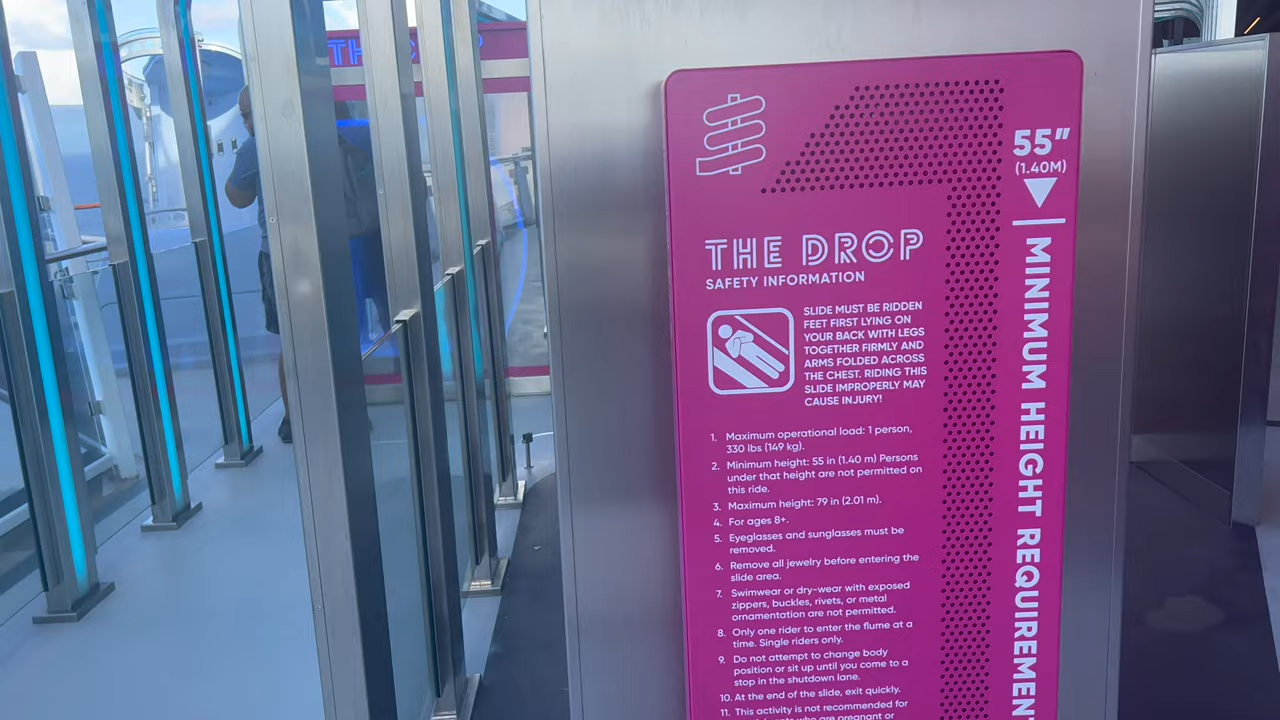 55”
(1.40M)
MINIMUM HEIGHT REQUIREMEN
THE DROP
SAFETY INFORMATION
SLIDE MUST BE RIDDEN
FEET FIRST LYING ON
YOUR BACK WITH LEGS
TOGETHER FIRMLY AND
ARMS FOLDED ACROSS
THE CHEST. RIDING THIS
SLIDE IMPROPERLY MAY
CAUSE INJURY!
1. Maximum operational load: 1 person,
330 lbs (149 kg).
2. Minimum height: 55 in (1.40 m) Persons
under that height are not permitted on
this ride.
3. Maximum height: 79 in (2.01 m).
4. For ages 8+.
5. Eyeglasses and sunglasses must be
removed.
6. Remove all jewelry before entering the
slide area.
7. Swimwear or dry-wear with exposed
zippers, buckles, rivets, or metal
ornamentation are not permitted.
8. Only one rider to enter the flume at a
time. Single riders only.
9. Do not attempt to change body
position or sit up until you come to a
stop in the shutdown lane.
10. At the end of the slide, exit quickly.
11. This activity is not recommended for
who are pregnant or